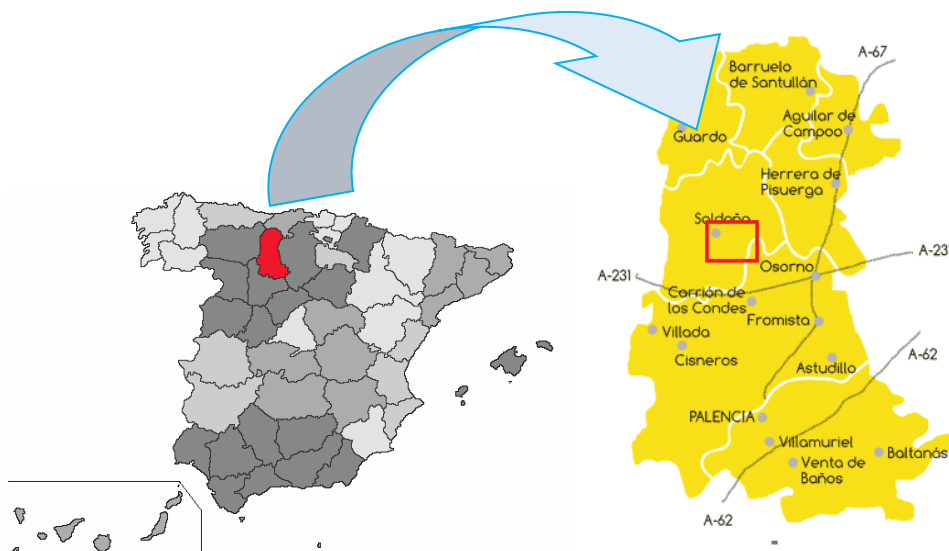 A-67
Barruelo
de Santullán
Aguilar de
Campoo
Guardo
Herrera de
Pisuerga
Saldaña
Osorno
A-231
A-231
Carrión de
los Condes
Fromista
Villada
Cisneros
A-62
Astudillo
PALENCIA
Villamuriel
Baltanás
Venta de
Baños
A-62